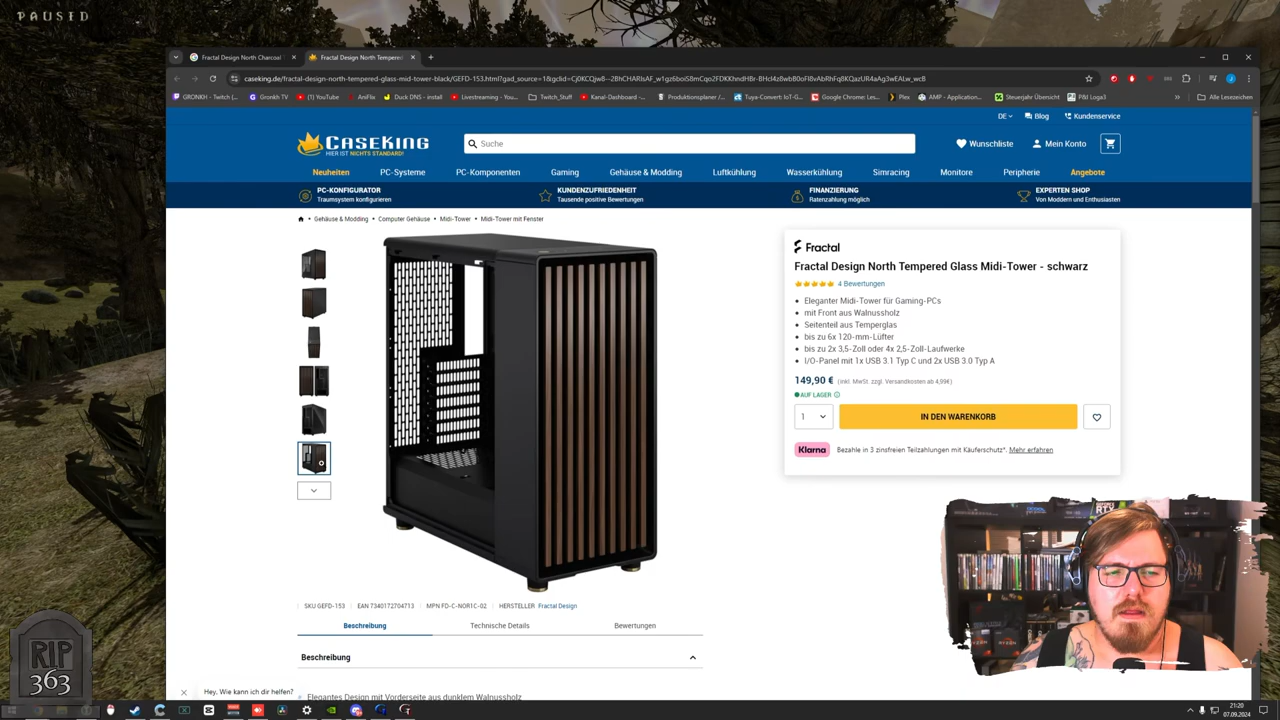 PAUSED
Fractal Design North Charcoal T
Fractal Design North Tempered
caseking.de/fractal-design-north-tempered-glass-mid-tower-black/GEFD-153.html?gad_source=1&gclid=
GRONKH - Twitch
Gronkh TV
(1) YouTube
AniFlix
Duck DNS - install
Livestreaming - You...
Twitch_Stuff
Kanal-Dashboard -...
Produktionsplaner /...
Tuya-Convert: IoT-G...
Google Chrome: Les...
Plex
AMP - Application...
Steuerjahr Übersicht
P&I Loga3
Alle Lesezeichen
DE
Blog
Kundenservice
CASEKING
HIER IST NICHTS STANDARD!
Suche
Wunschliste
Mein Konto
Neuheiten
PC-Systeme
PC-Komponenten
Gaming
Gehäuse & Modding
Luftkühlung
Wasserkühlung
Simracing
Monitore
Peripherie
Angebote
PC-KONFIGURATOR
Traumsystem konfigurieren
KUNDENZUFRIEDENHEIT
Tausende positive Bewertungen
FINANZIERUNG
Ratenzahlung möglich
EXPERTEN SHOP
Von Moddern und Enthusiasten
Gehäuse & Modding • Computer Gehäuse • Midi-Tower • Midi-Tower mit Fenster
Fractal
Fractal Design North Tempered Glass Midi-Tower - schwarz
4 Bewertungen
• Eleganter Midi-Tower für Gaming-PCs
• mit Front aus Walnussholz
• Seitenteil aus Temperglas
• bis zu 6x 120-mm-Lüfter
• bis zu 2x 3,5-Zoll oder 4x 2,5-Zoll-Laufwerke
• I/O-Panel mit 1x USB 3.1 Typ C und 2x USB 3.0 Typ A
149,90 € (inkl. MwSt. zzgl. Versandkosten ab 4,99€)
AUF LAGER
1
IN DEN WARENKORB
Klarna
Bezahle in 3 zinsfreien Teilzahlungen mit Käuferschutz*. Mehr erfahren
SKU GEFD-153
EAN 7340172704713
MPN FD-C-NOR1C-02
HERSTELLER Fractal Design
Beschreibung
Technische Details
Bewertungen
Beschreibung
Elegantes Design mit Vorderseite aus dunklem Walnussholz
Hey, Wie kann ich dir helfen?
RIP
363
RTX
RYZEN
21:20
07.09.2024